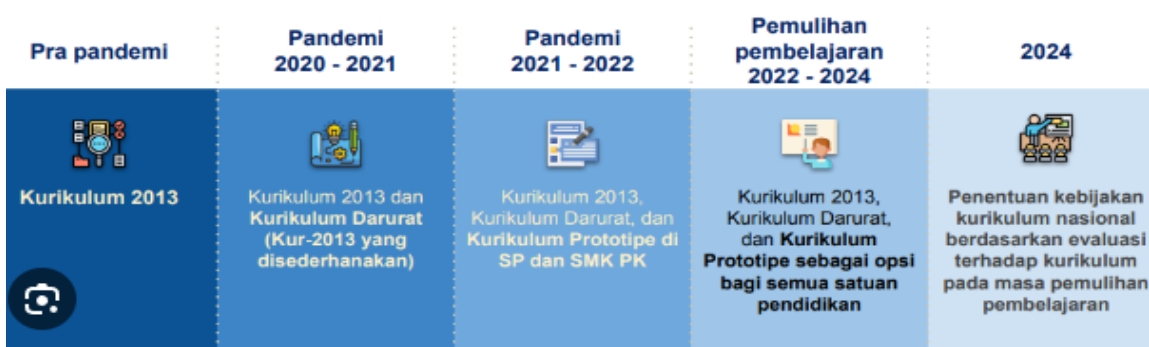 Pra pandemi
Pandemi
2020 - 2021
Pandemi
2021 - 2022
Pemulihan
pembelajaran
2022 - 2024
2024
Kurikulum 2013
Kurikulum 2013 dan
Kurikulum Darurat
(Kur-2013 yang
disederhanakan)
Kurikulum 2013,
Kurikulum Darurat, dan
Kurikulum Prototipe di
SP dan SMK PK
Kurikulum 2013,
Kurikulum Darurat,
dan Kurikulum
Prototipe sebagai opsi
bagi semua satuan
pendidikan
Penentuan kebijakan
kurikulum nasional
berdasarkan evaluasi
terhadap kurikulum
pada masa pemulihan
pembelajaran